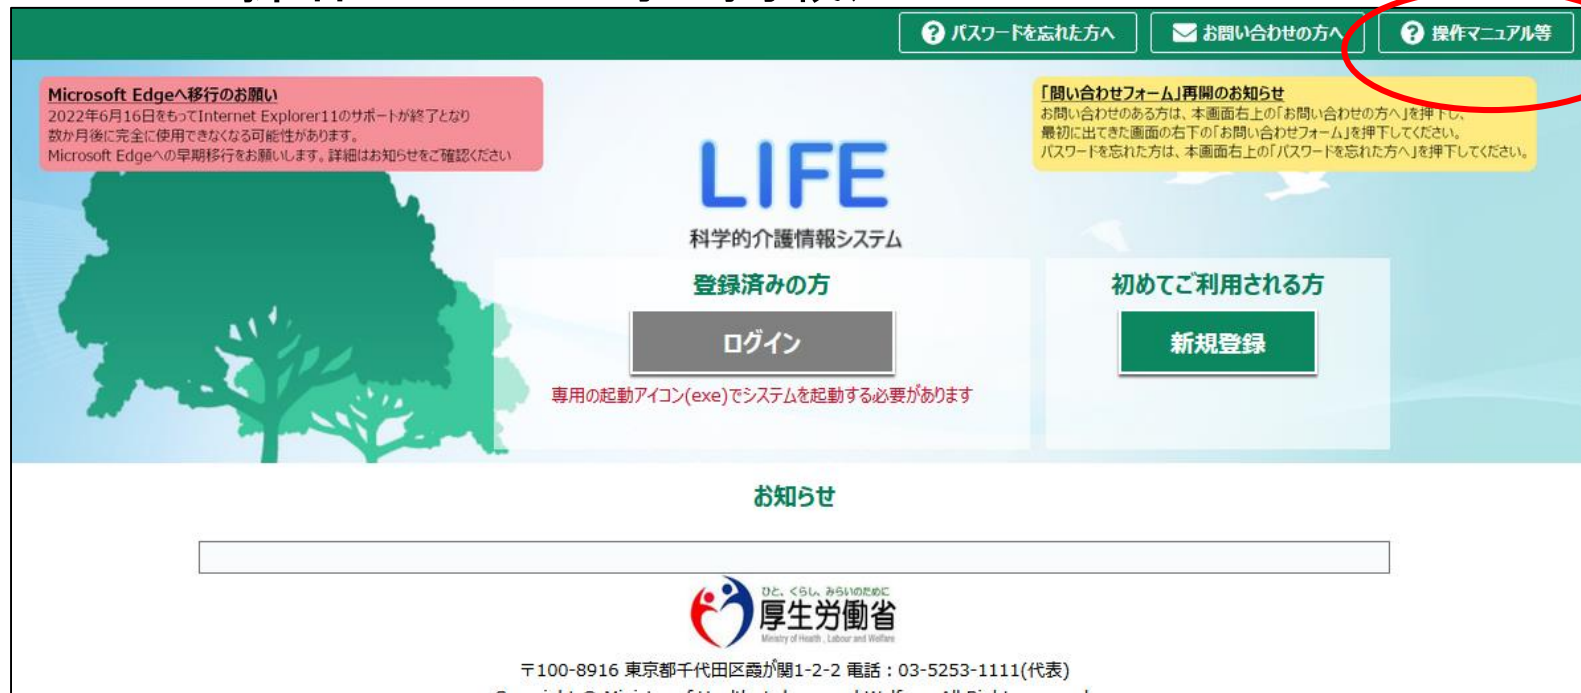 パスワードを忘れた方へ
お問い合わせの方へ
操作マニュアル等
Microsoft Edgeへ移行のお願い
2022年6月16日をもってInternet Explorer11のサポートが終了となり
数か月後に完全に使用できなくなる可能性があります。
Microsoft Edgeへの早期移行をお願いします。詳細はお知らせをご確認ください
「問い合わせフォーム」再開のお知らせ
お問い合わせのある方は、本画面右上の「お問い合わせの方へ」を押下し、
最初に出てきた画面の右下の「お問い合わせフォーム」を押下してください。
パスワードを忘れた方は、本画面右上の「パスワードを忘れた方へ」を押下してください。
LIFE
科学的介護情報システム
登録済みの方
ログイン
専用の起動アイコン(exe)でシステムを起動する必要があります
初めてご利用される方
新規登録
お知らせ
ひと、くらし、みらいのために
厚生労働省
Ministry of Health, Labour and Welfare
〒100-8916 東京都千代田区霞が関1-2-2 電話：03-5253-1111(代表)